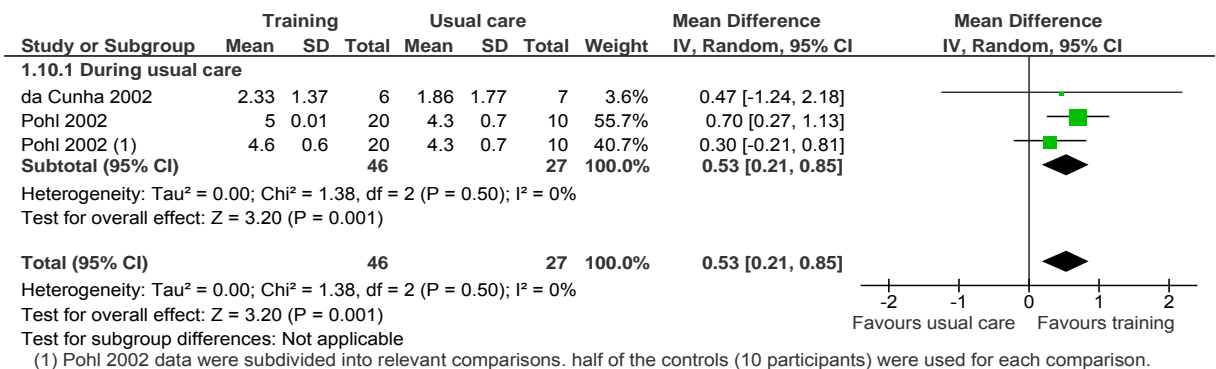 Training Usual care Mean Difference Mean Difference
Study or Subgroup Mean SD Total Mean SD Total Weight IV, Random, 95% CI IV, Random, 95% CI
1.10.1 During usual care
da Cunha 2002 2.33 1.37 6 1.86 1.77 7 3.6% 0.47 [-1.24, 2.18]
Pohl 2002 5 0.01 20 4.3 0.7 10 55.7% 0.70 [0.27, 1.13]
Pohl 2002 (1) 4.6 0.6 20 4.3 0.7 10 40.7% 0.30 [-0.21, 0.81]
Subtotal (95% CI) 46 27 100.0% 0.53 [0.21, 0.85]
Heterogeneity: Tau² = 0.00; Chi² = 1.38, df = 2 (P = 0.50); I² = 0%
Test for overall effect: Z = 3.20 (P = 0.001)
Total (95% CI) 46 27 100.0% 0.53 [0.21, 0.85]
Heterogeneity: Tau² = 0.00; Chi² = 1.38, df = 2 (P = 0.50); I² = 0%
Test for overall effect: Z = 3.20 (P = 0.001)
Test for subgroup differences: Not applicable
-2 -1 0 1 2
Favours usual care Favours training
(1) Pohl 2002 data were subdivided into relevant comparisons. half of the controls (10 participants) were used for each comparison.